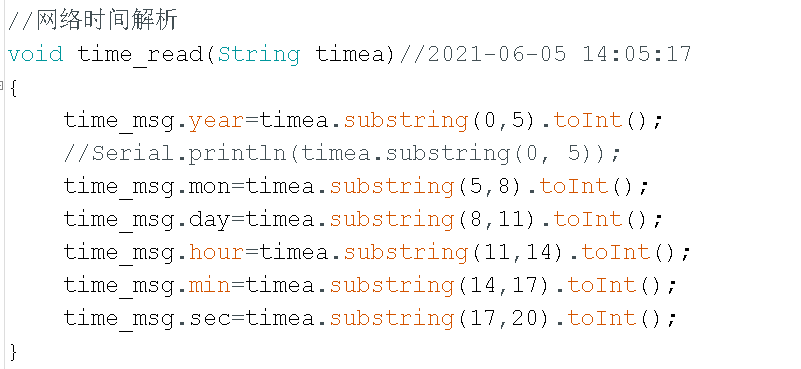 //网络时间解析
void time_read(String timea)//2021-06-05 14:05:17
{
    time_msg.year=timea.substring(0,5).toInt();
    //Serial.println(timea.substring(0, 5));
    time_msg.mon=timea.substring(5,8).toInt();
    time_msg.day=timea.substring(8,11).toInt();
    time_msg.hour=timea.substring(11,14).toInt();
    time_msg.min=timea.substring(14,17).toInt();
    time_msg.sec=timea.substring(17,20).toInt();
}